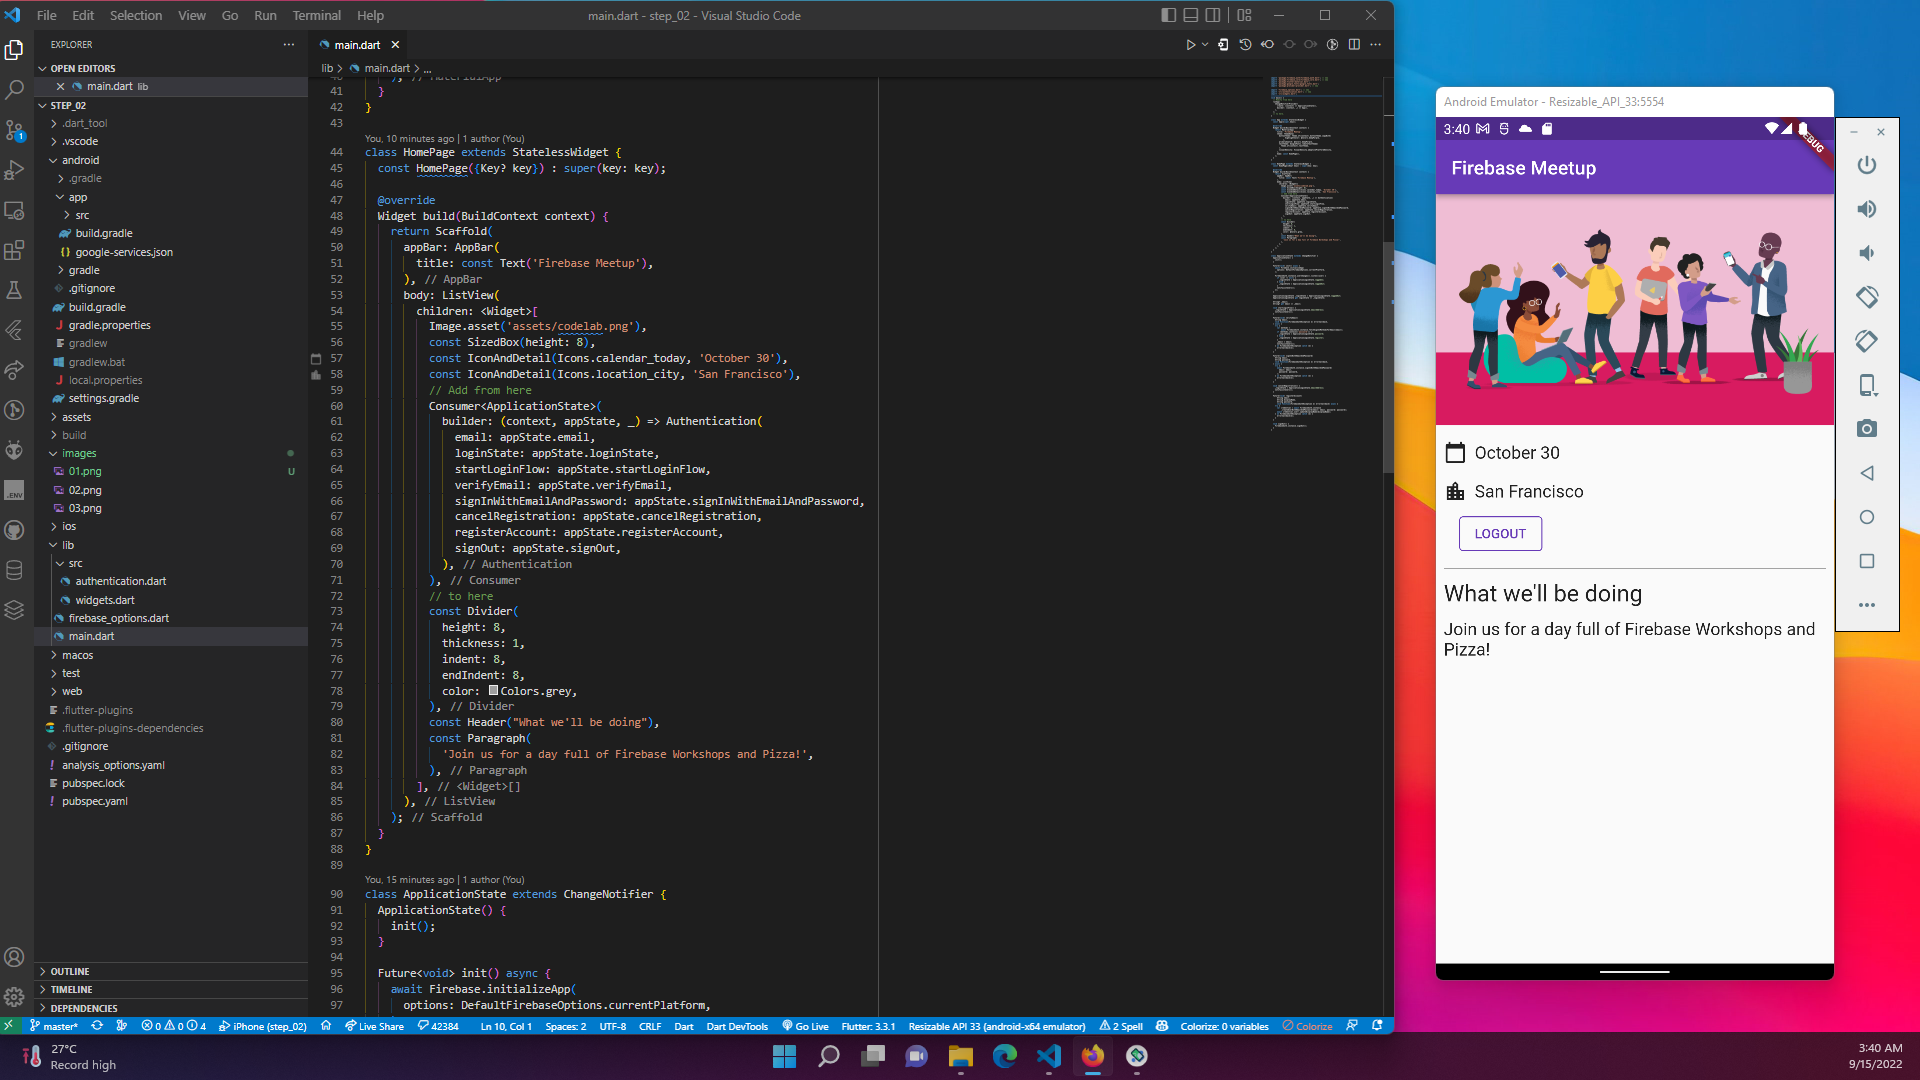 File Edit Selection View Go Run Terminal Help
main.dart - step_02 - Visual Studio Code
EXPLORER
OPEN EDITORS
main.dart lib
STEP_02
.dart_tool
.vscode
android
.gradle
app
src
build.gradle
google-services.json
gradle
.gitignore
build.gradle
gradle.properties
gradlew
gradlew.bat
local.properties
settings.gradle
assets
build
images
01.png U
02.png
03.png
ios
lib
src
authentication.dart
widgets.dart
firebase_options.dart
main.dart
macos
test
web
.flutter-plugins
.flutter-plugins-dependencies
.gitignore
analysis_options.yaml
pubspec.lock
pubspec.yaml
OUTLINE
TIMELINE
DEPENDENCIES
1
.ENV
main.dart
lib > main.dart > ...
40 ); // MaterialApp
41 }
42 }
43
You, 10 minutes ago | 1 author (You)
44 class HomePage extends StatelessWidget {
45 const HomePage({Key? key}) : super(key: key);
46
47 @override
48 Widget build(BuildContext context) {
49 return Scaffold(
50 appBar: AppBar(
51 title: const Text('Firebase Meetup'),
52 ), // AppBar
53 body: ListView(
54 children: <Widget>[
55 Image.asset('assets/codelab.png'),
56 const SizedBox(height: 8),
57 const IconAndDetail(Icons.calendar_today, 'October 30'),
58 const IconAndDetail(Icons.location_city, 'San Francisco'),
59 // Add from here
60 Consumer<ApplicationState>(
61 builder: (context, appState, _) => Authentication(
62 email: appState.email,
63 loginState: appState.loginState,
64 startLoginFlow: appState.startLoginFlow,
65 verifyEmail: appState.verifyEmail,
66 signInWithEmailAndPassword: appState.signInWithEmailAndPassword,
67 cancelRegistration: appState.cancelRegistration,
68 registerAccount: appState.registerAccount,
69 signOut: appState.signOut,
70 ), // Authentication
71 ), // Consumer
72 // to here
73 const Divider(
74 height: 8,
75 thickness: 1,
76 indent: 8,
77 endIndent: 8,
78 color: Colors.grey,
79 ), // Divider
80 const Header("What we'll be doing"),
81 const Paragraph(
82 'Join us for a day full of Firebase Workshops and Pizza!',
83 ), // Paragraph
84 ], // <Widget>[]
85 ), // ListView
86 ); // Scaffold
87 }
88 }
89
You, 15 minutes ago | 1 author (You)
90 class ApplicationState extends ChangeNotifier {
91 ApplicationState() {
92 init();
93 }
94
95 Future<void> init() async {
96 await Firebase.initializeApp(
97 options: DefaultFirebaseOptions.currentPlatform,
master* 0 0 4 iPhone (step_02) Live Share 42384 Ln 10, Col 1 Spaces: 2 UTF-8 CRLF Dart Dart DevTools Go Live Flutter: 3.3.1 Resizable API 33 (android-x64 emulator) 2 Spell Colorize: 0 variables Colorize
Android Emulator - Resizable_API_33:5554
3:40
DEBUG
Firebase Meetup
October 30
San Francisco
LOGOUT
What we'll be doing
Join us for a day full of Firebase Workshops and
Pizza!
27°C
Record high
3:40 AM
9/15/2022